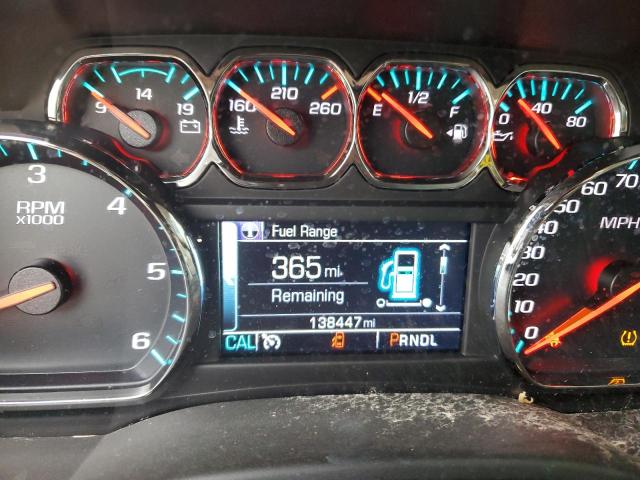 9 14 19
160 210 260
E 1/2 F
0 40 80
RPM
x1000
3 4 5 6
Fuel Range
365 mi
Remaining
138447 mi
CAL PRNDL
70
60
50
40
30
20
10
0
MPH